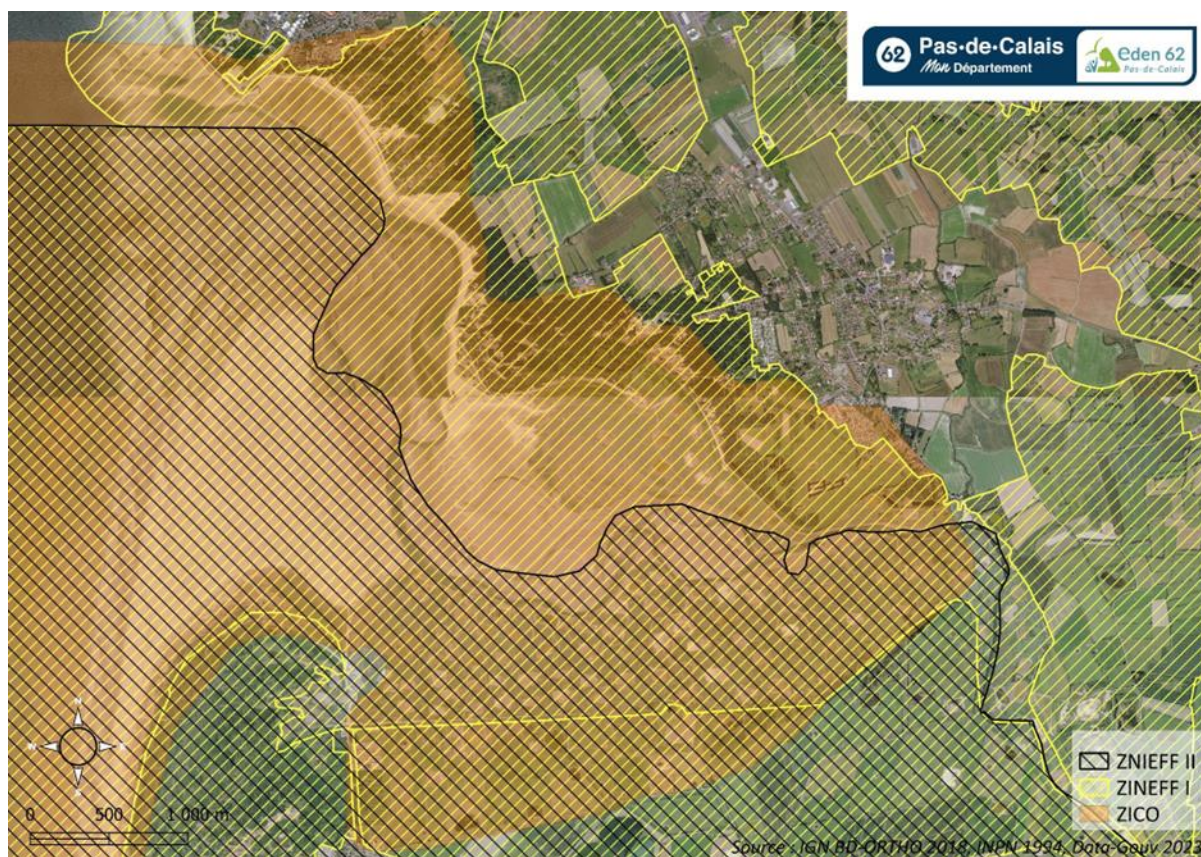 62 Pas-de-Calais
Mon Département
eden 62
Pas-de-Calais
N
W E
S
0 500 1 000 m
ZNIEFF II
ZINEFF I
ZICO
Source : IGN BD-ORTHO 2018, INPN 1994, Data-Gouv 202